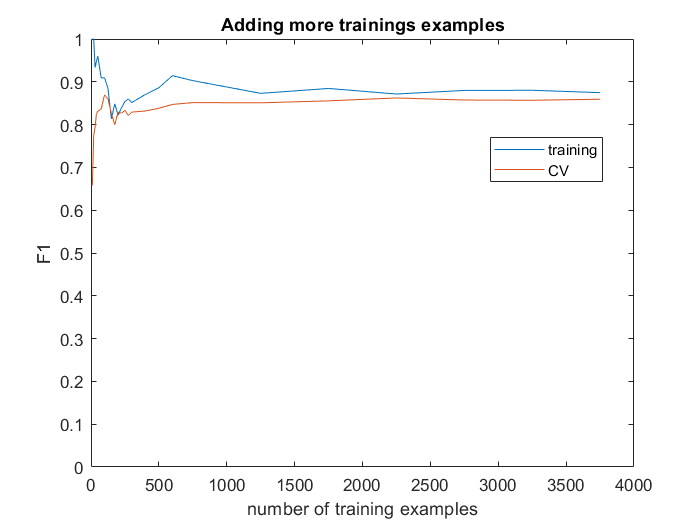 Adding more trainings examples
1
0.9
0.8
0.7
0.6
0.5
0.4
0.3
0.2
0.1
0
F1
training
CV
0 500 1000 1500 2000 2500 3000 3500 4000
number of training examples